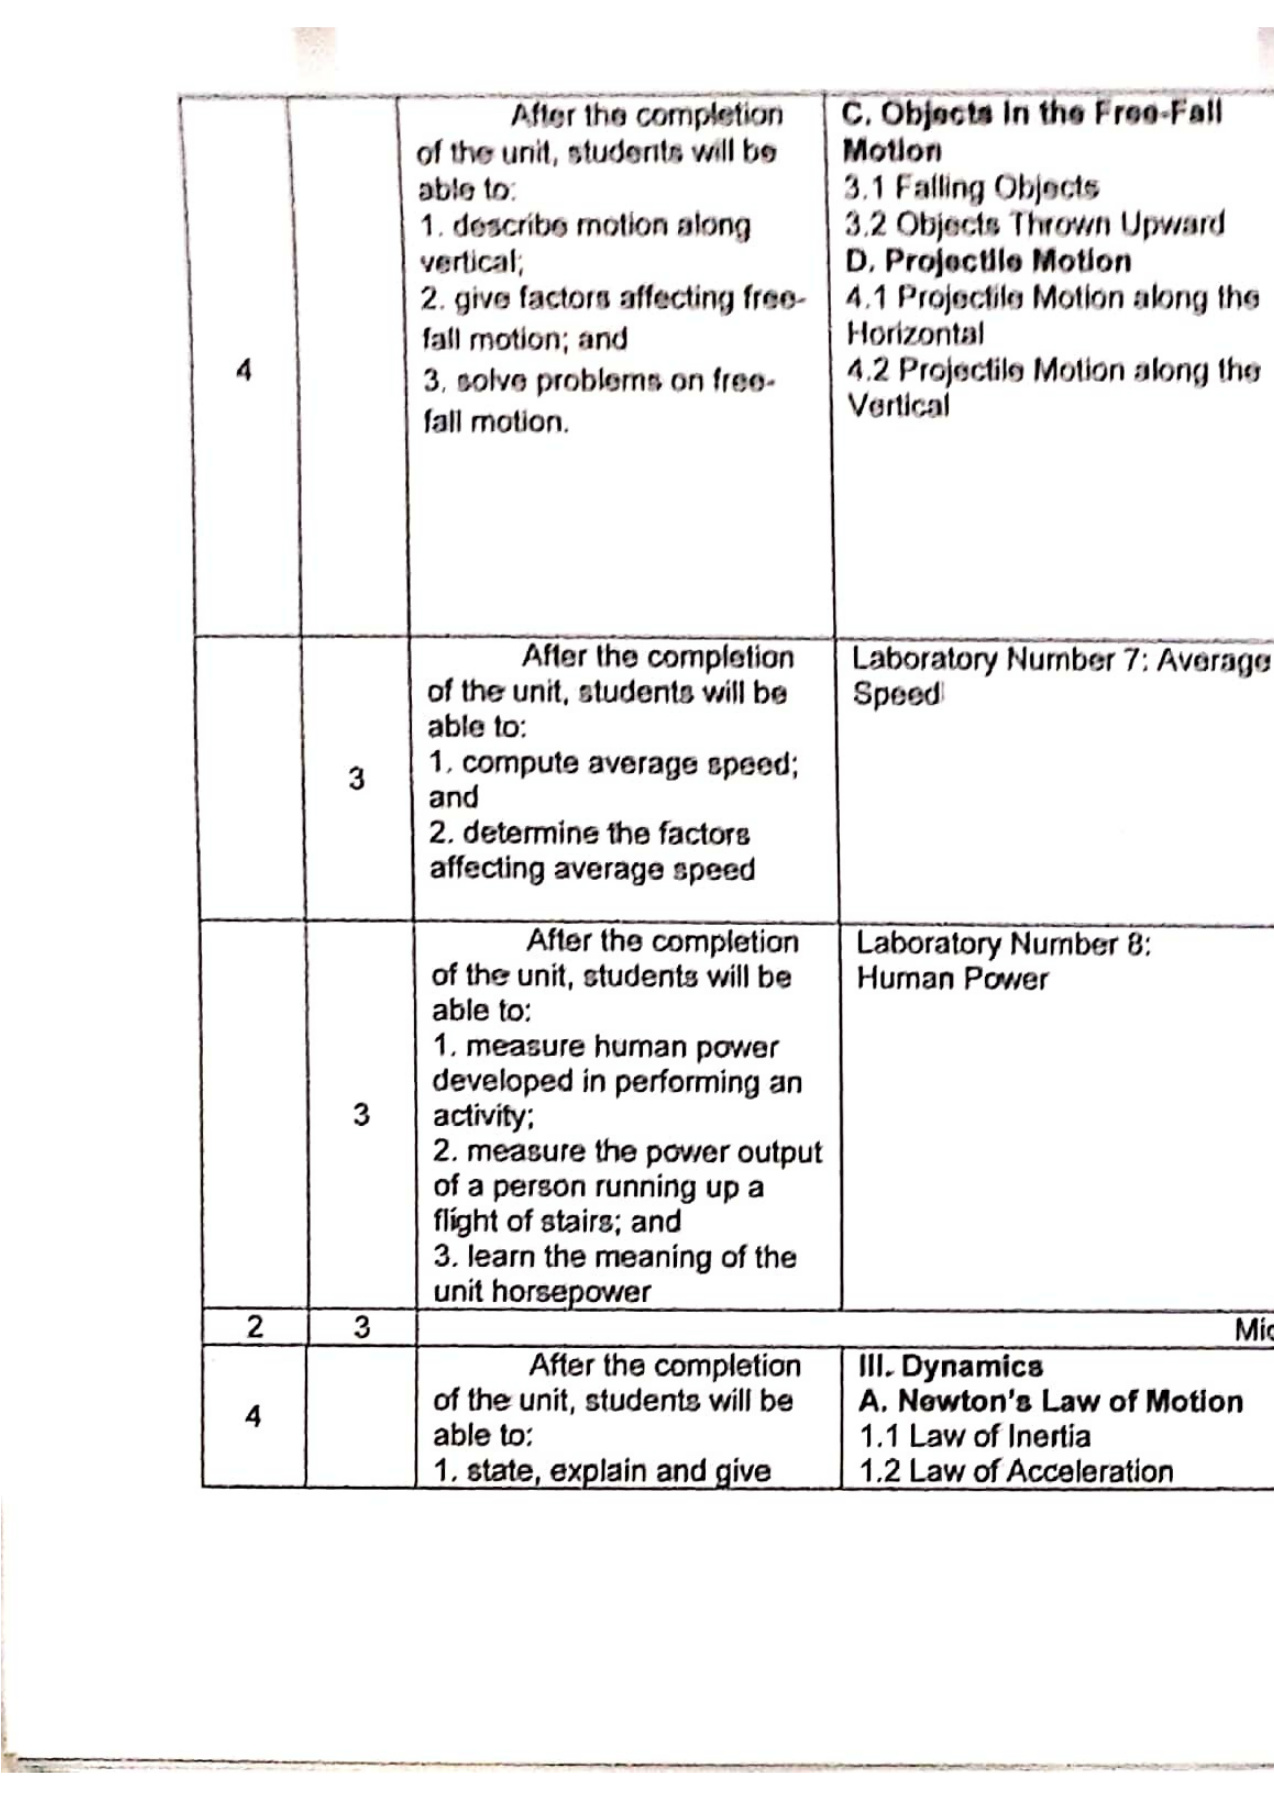 After the completion
of the unit, students will be
able to:
1. describe motion along
vertical;
2. give factors affecting free-
fall motion; and
3. solve problems on free-
fall motion.
4
C. Objects in the Free-Fall
Motion
3.1 Falling Objects
3.2 Objects Thrown Upward
D. Projectile Motion
4.1 Projectile Motion along the
Horizontal
4.2 Projectile Motion along the
Vertical
3
After the completion
of the unit, students will be
able to:
1. compute average speed;
and
2. determine the factors
affecting average speed
Laboratory Number 7: Average
Speed
3
After the completion
of the unit, students will be
able to:
1. measure human power
developed in performing an
activity;
2. measure the power output
of a person running up a
flight of stairs; and
3. learn the meaning of the
unit horsepower
Laboratory Number 8:
Human Power
2 3 Mid
4
After the completion
of the unit, students will be
able to:
1. state, explain and give
III. Dynamics
A. Newton's Law of Motion
1.1 Law of Inertia
1.2 Law of Acceleration